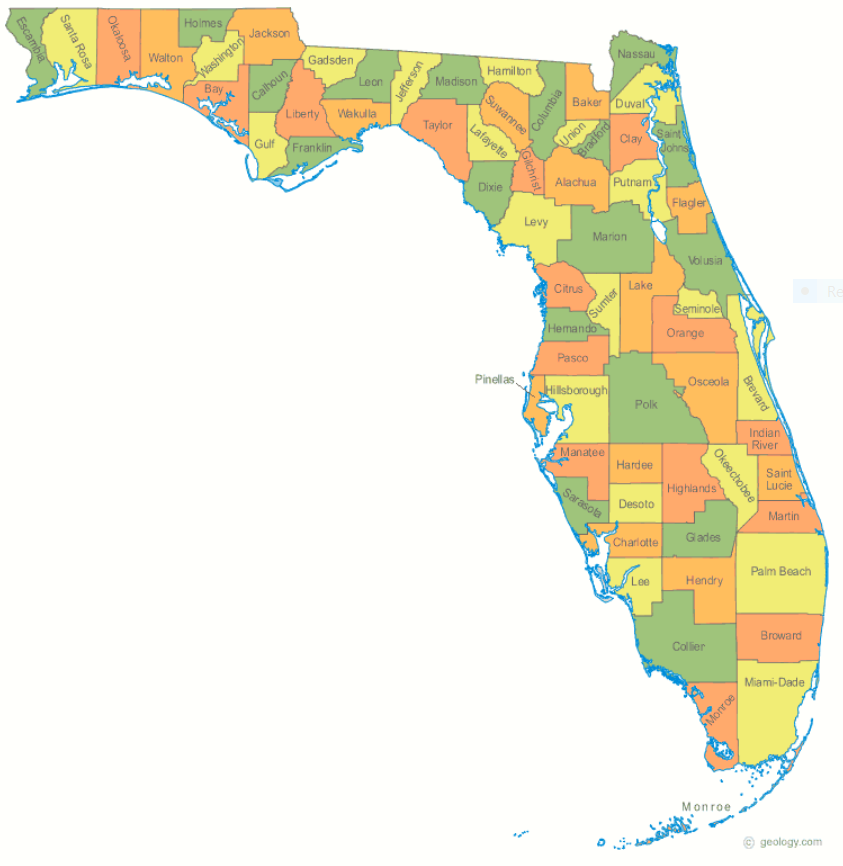 Escambia
Santa Rosa
Okaloosa
Walton
Holmes
Washington
Jackson
Bay
Calhoun
Gulf
Liberty
Gadsden
Franklin
Leon
Wakulla
Jefferson
Madison
Taylor
Hamilton
Suwannee
Lafayette
Dixie
Columbia
Gilchrist
Baker
Union
Bradford
Alachua
Levy
Nassau
Duval
Clay
Saint
Johns
Putnam
Flagler
Marion
Volusia
Citrus
Sumter
Lake
Seminole
Hernando
Orange
Pasco
Pinellas
Hillsborough
Polk
Osceola
Brevard
Indian
River
Manatee
Hardee
Highlands
Okeechobee
Saint
Lucie
Sarasota
Desoto
Martin
Charlotte
Glades
Lee
Hendry
Palm Beach
Collier
Broward
Monroe
Miami-Dade
Monroe
© geology.com
Re